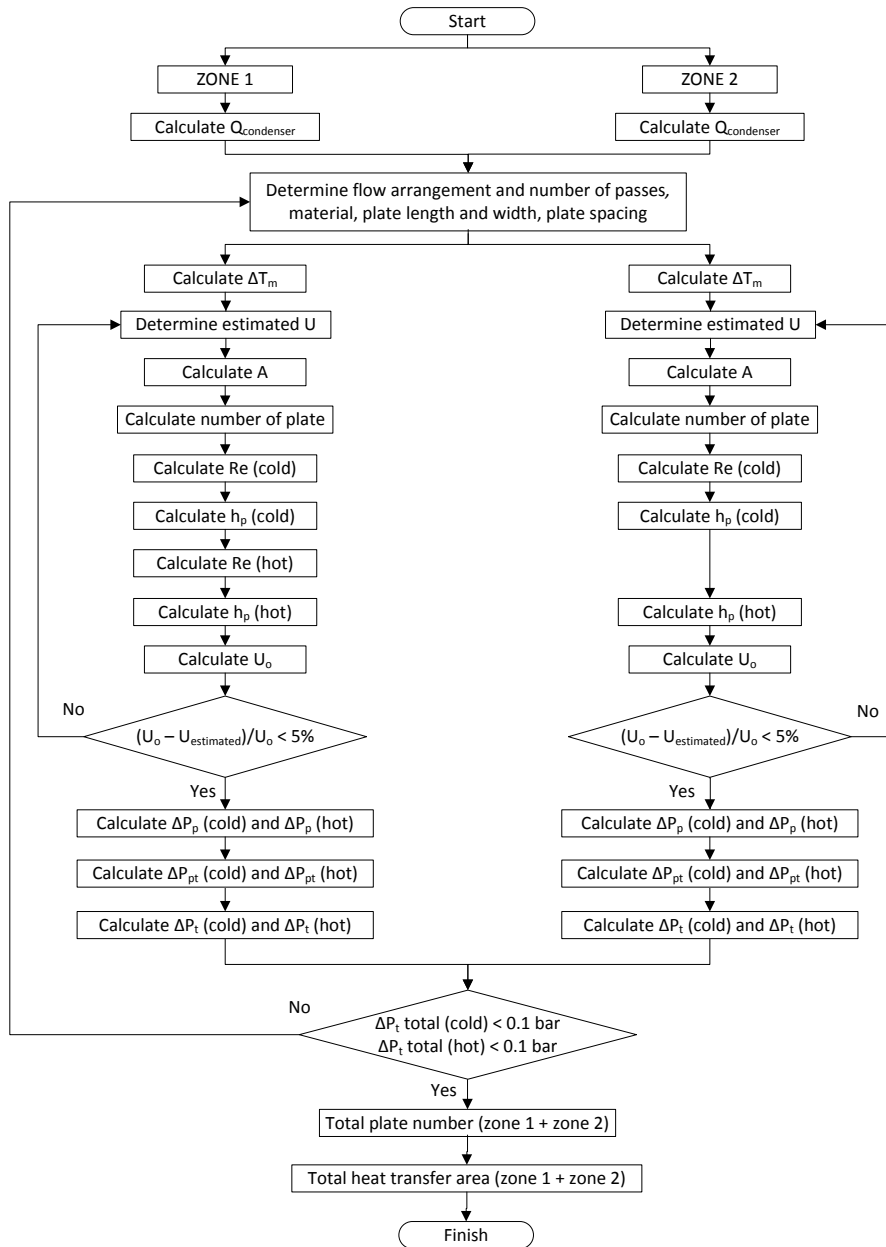 Start
ZONE 1
ZONE 2
Calculate Qcondenser
Calculate Qcondenser
Determine flow arrangement and number of passes,
material, plate length and width, plate spacing
Calculate ΔTm
Calculate ΔTm
Determine estimated U
Determine estimated U
Calculate A
Calculate A
Calculate number of plate
Calculate number of plate
Calculate Re (cold)
Calculate Re (cold)
Calculate hp (cold)
Calculate hp (cold)
Calculate Re (hot)
Calculate hp (hot)
Calculate hp (hot)
Calculate Uo
Calculate Uo
No
(Uo – Uestimated)/Uo < 5%
(Uo – Uestimated)/Uo < 5%
No
Yes
Yes
Calculate ΔPp (cold) and ΔPp (hot)
Calculate ΔPp (cold) and ΔPp (hot)
Calculate ΔPpt (cold) and ΔPpt (hot)
Calculate ΔPpt (cold) and ΔPpt (hot)
Calculate ΔPt (cold) and ΔPt (hot)
Calculate ΔPt (cold) and ΔPt (hot)
No
ΔPt total (cold) < 0.1 bar
ΔPt total (hot) < 0.1 bar
Yes
Total plate number (zone 1 + zone 2)
Total heat transfer area (zone 1 + zone 2)
Finish